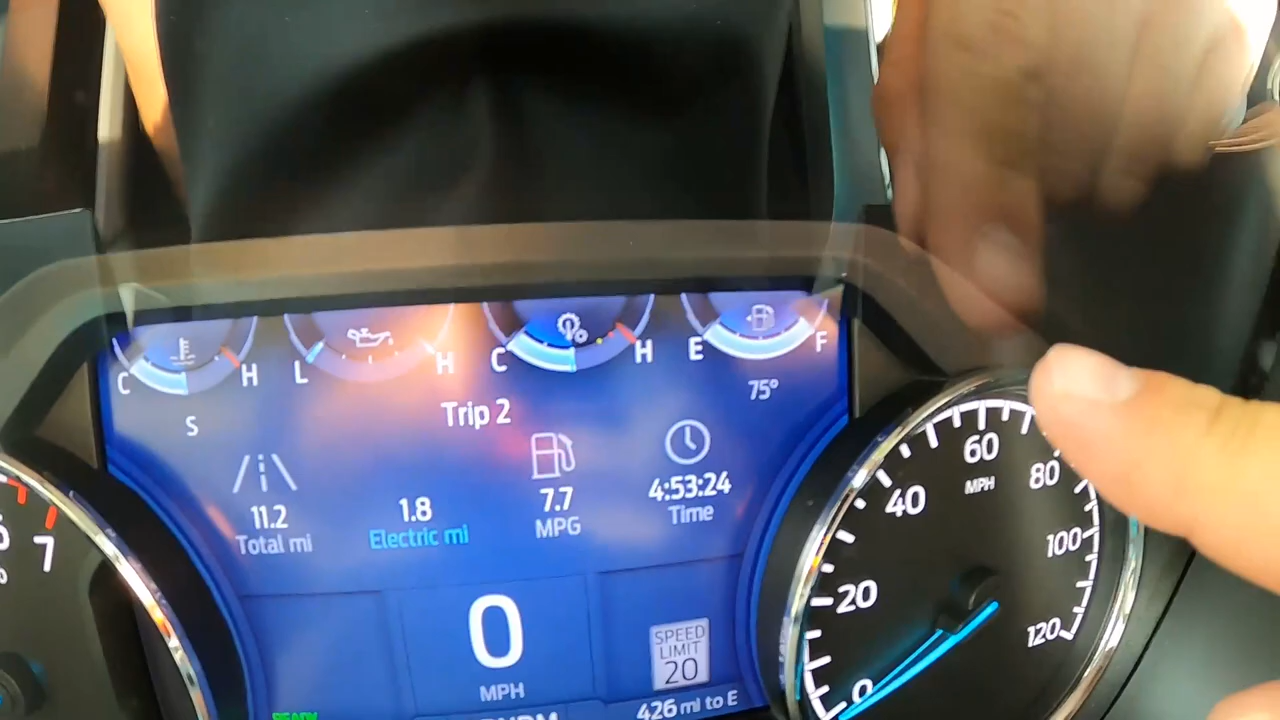 C H
L H
C H
E F
75°
S
Trip 2
11.2
Total mi
1.8
Electric mi
7.7
MPG
4:53:24
Time
0
MPH
SPEED
LIMIT
20
426 mi to E
READY
7
0
20
40
60
80
100
120
MPH